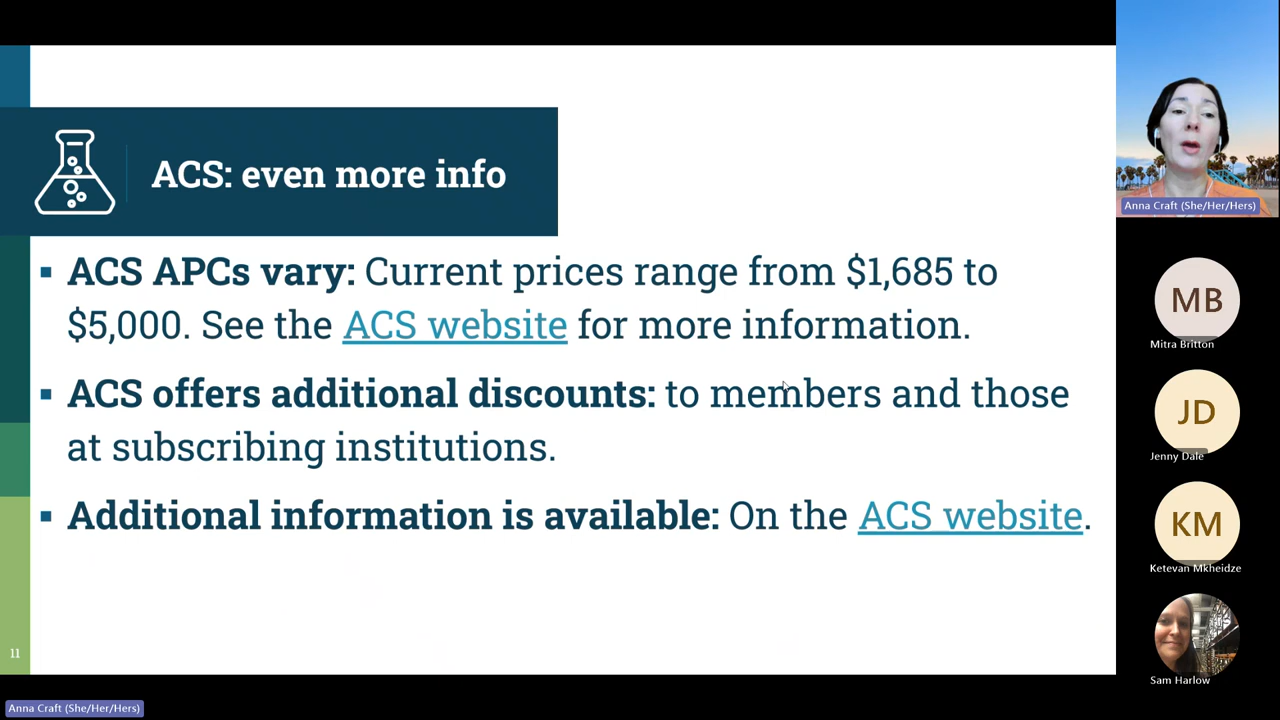 ACS: even more info
▪ ACS APCs vary: Current prices range from $1,685 to
$5,000. See the ACS website for more information.
▪ ACS offers additional discounts: to members and those
at subscribing institutions.
▪ Additional information is available: On the ACS website.
11
Anna Craft (She/Her/Hers)
Anna Craft (She/Her/Hers)
MB
Mitra Britton
JD
Jenny Dale
KM
Ketevan Mkheidze
Sam Harlow